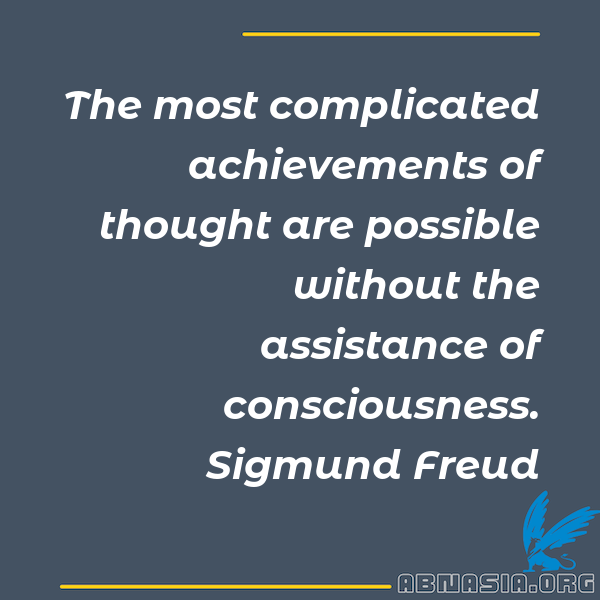 The most complicated
achievements of
thought are possible
without the
assistance of
consciousness.
Sigmund Freud
ABNASIA.ORG